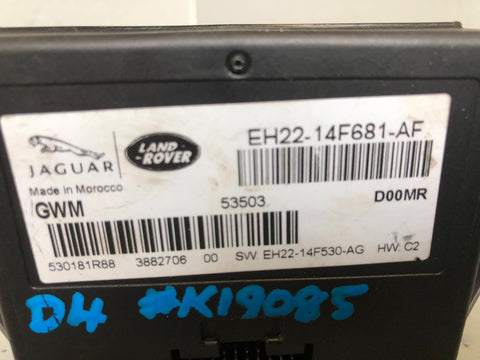 JAGUAR
LAND
-ROVER
EH22-14F681-AF
Made in Morocco
GWM
53503
D00MR
530181R88 3882706 00 SW: EH22-14F530-AG HW: C2
D4 #K19085